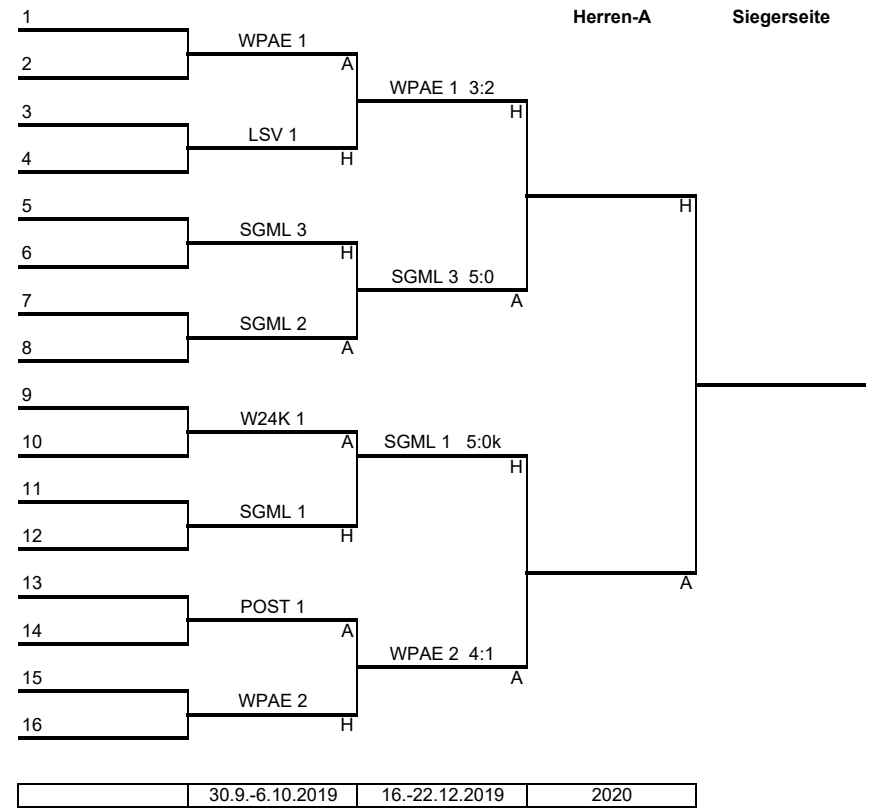 1 Herren-A Siegerseite
WPAE 1
2 A
WPAE 1 3:2
3 H
LSV 1
4 H
5 H
SGML 3
6 H
SGML 3 5:0
7 A
SGML 2
8 A
9
W24K 1
10 A SGML 1 5:0k
H
11
SGML 1
12 H
13 A
POST 1
14 A
WPAE 2 4:1
15 A
WPAE 2
16 H
30.9.-6.10.2019 16.-22.12.2019 2020